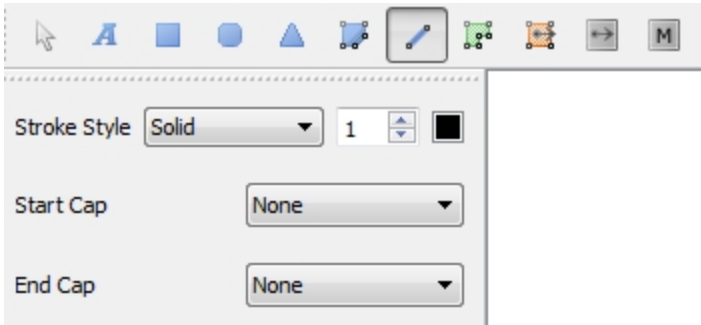 A
M
Stroke Style Solid 1
Start Cap None
End Cap None